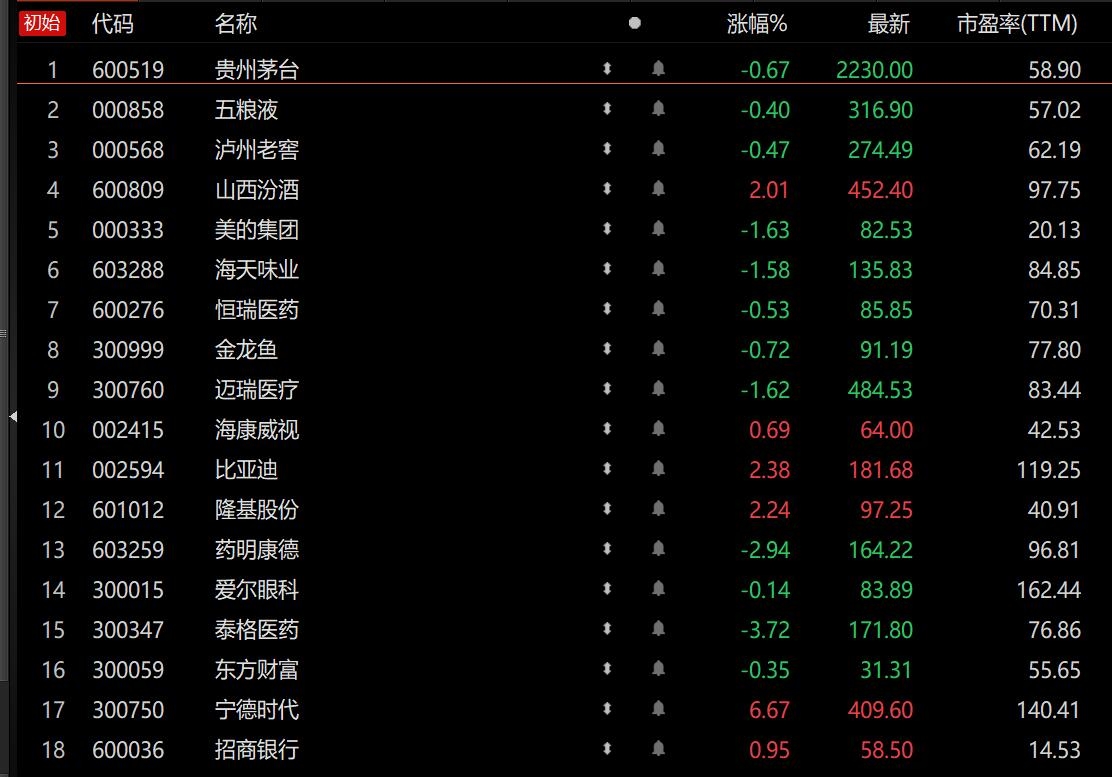 初始 代码 名称 涨幅% 最新 市盈率(TTM)
1 600519 贵州茅台 -0.67 2230.00 58.90
2 000858 五粮液 -0.40 316.90 57.02
3 000568 泸州老窖 -0.47 274.49 62.19
4 600809 山西汾酒 2.01 452.40 97.75
5 000333 美的集团 -1.63 82.53 20.13
6 603288 海天味业 -1.58 135.83 84.85
7 600276 恒瑞医药 -0.53 85.85 70.31
8 300999 金龙鱼 -0.72 91.19 77.80
9 300760 迈瑞医疗 -1.62 484.53 83.44
10 002415 海康威视 0.69 64.00 42.53
11 002594 比亚迪 2.38 181.68 119.25
12 601012 隆基股份 2.24 97.25 40.91
13 603259 药明康德 -2.94 164.22 96.81
14 300015 爱尔眼科 -0.14 83.89 162.44
15 300347 泰格医药 -3.72 171.80 76.86
16 300059 东方财富 -0.35 31.31 55.65
17 300750 宁德时代 6.67 409.60 140.41
18 600036 招商银行 0.95 58.50 14.53